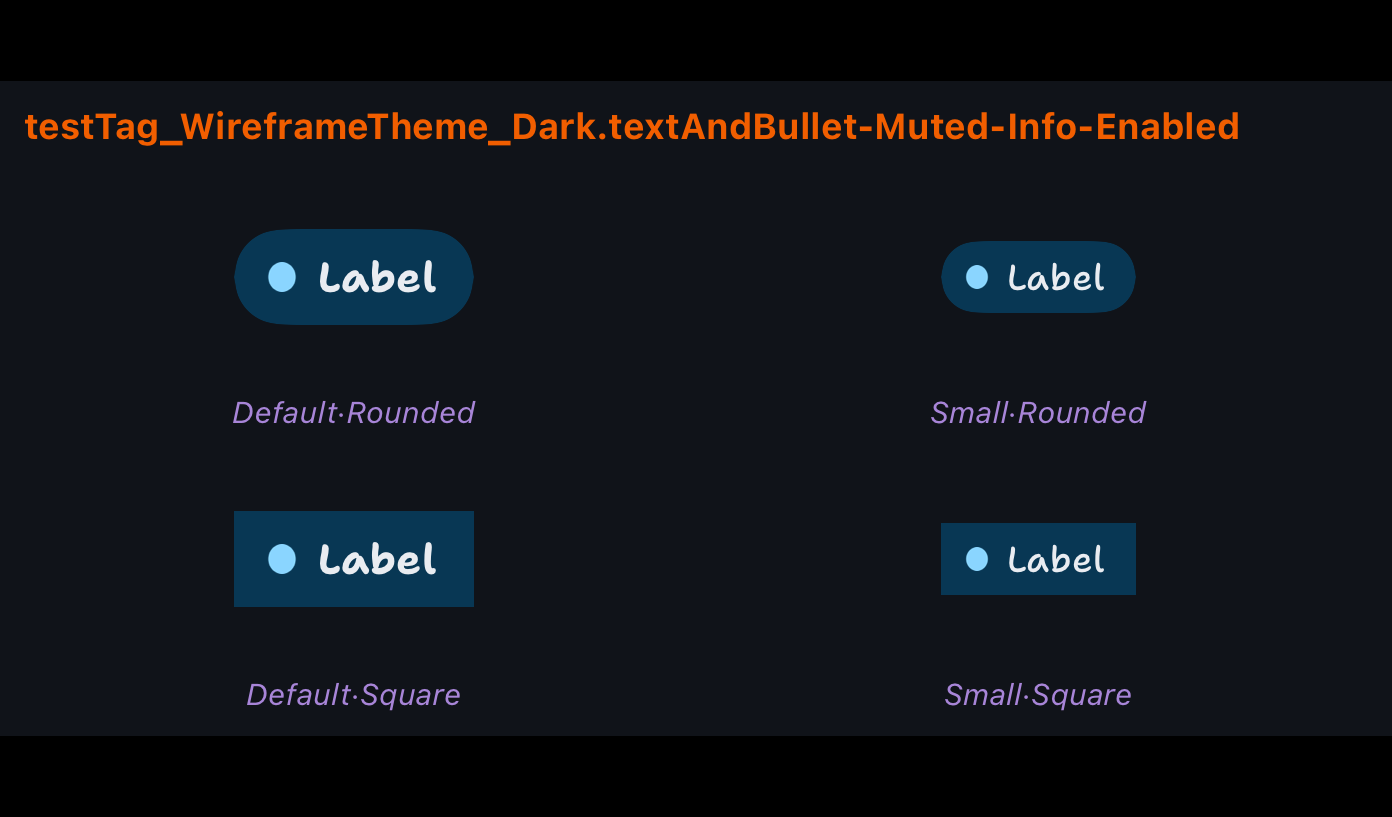 testTag_WireframeTheme_Dark.textAndBullet-Muted-Info-Enabled
Label
Label
Default·Rounded
Small·Rounded
Label
Label
Default·Square
Small·Square